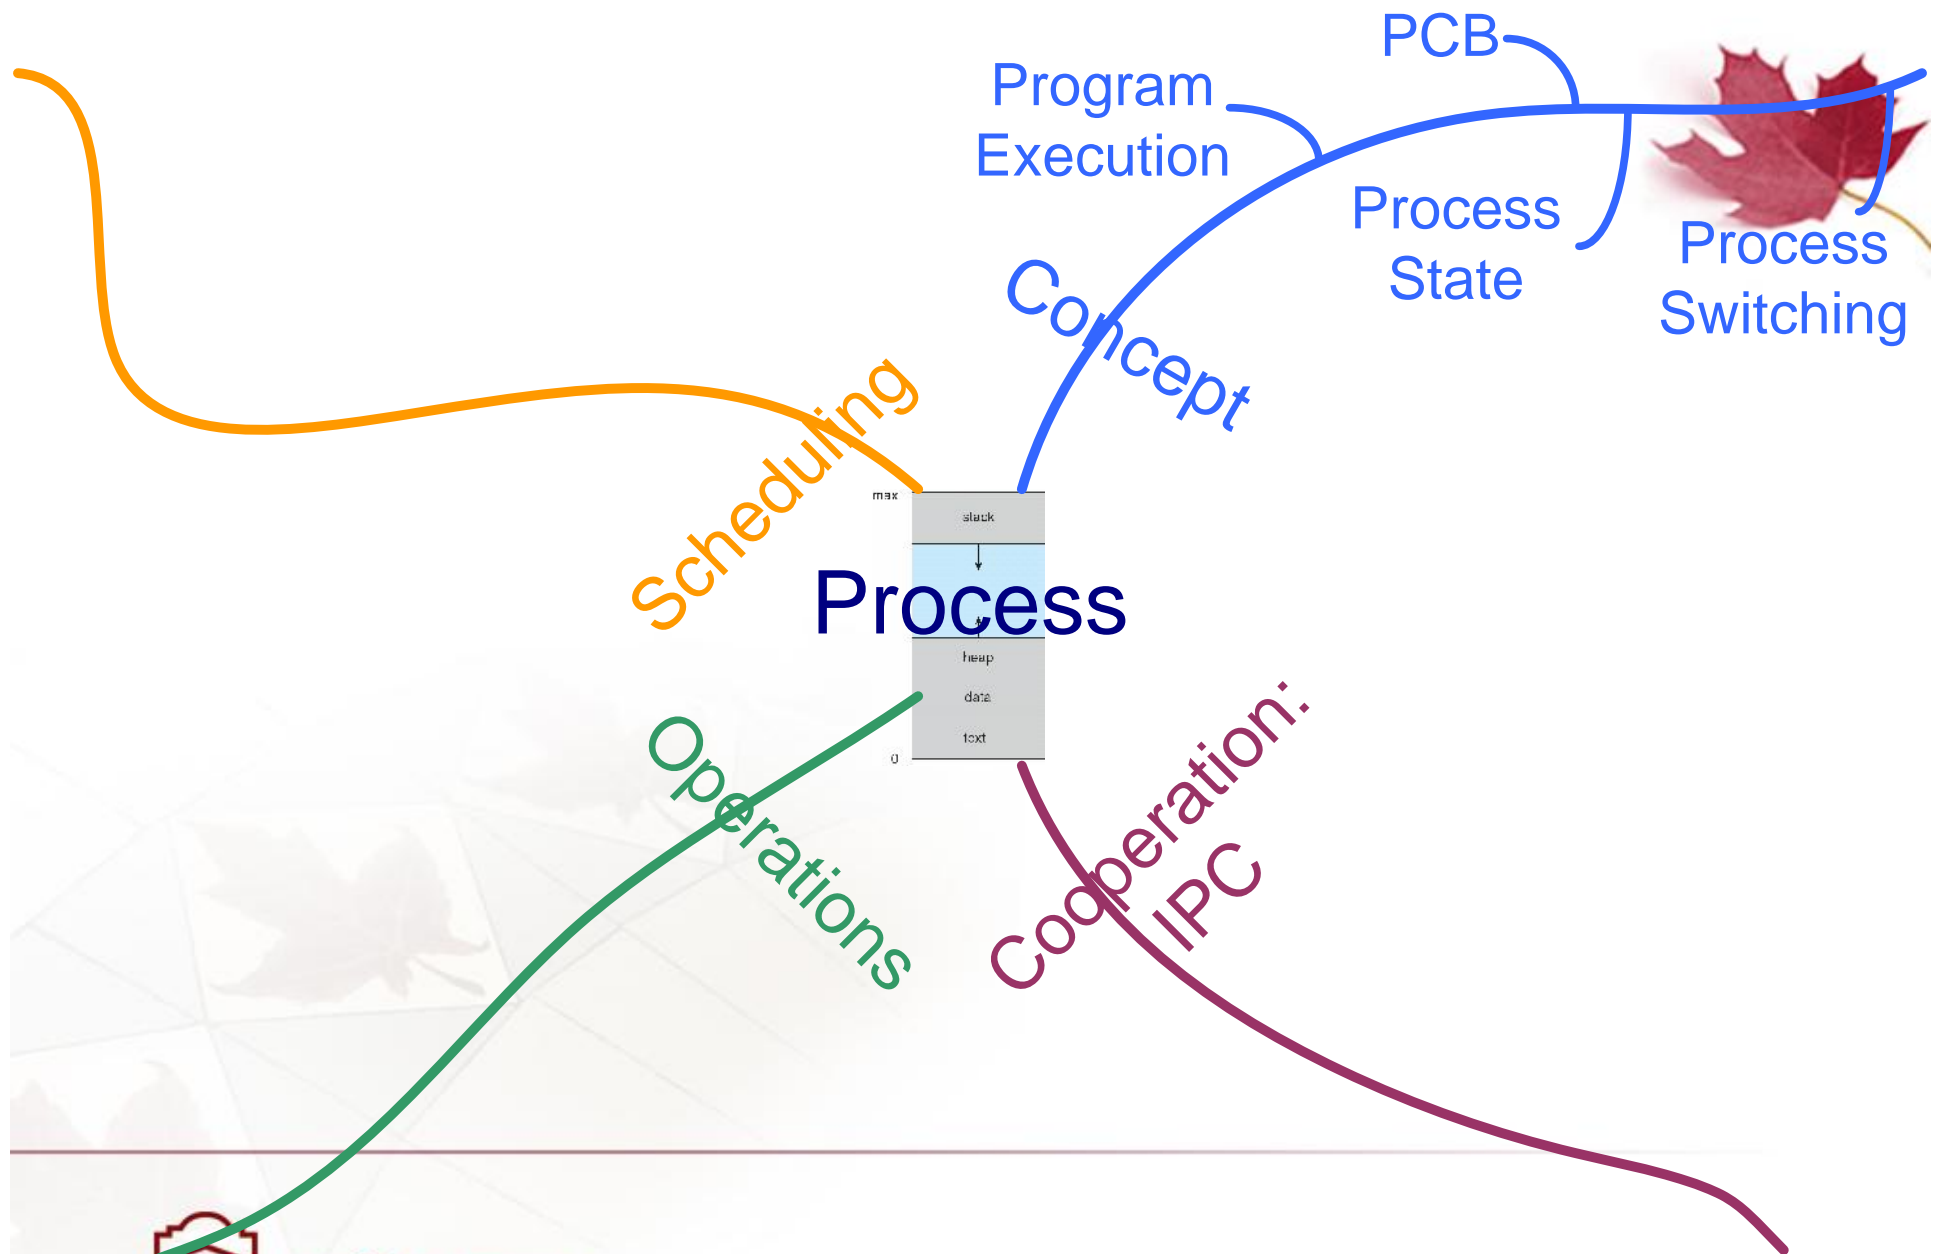 PCB
Program
Execution
Process
State
Process
Switching
Concept
Scheduling
max
stack
Process
heap
data
text
0
Operations
Cooperation:
IPC